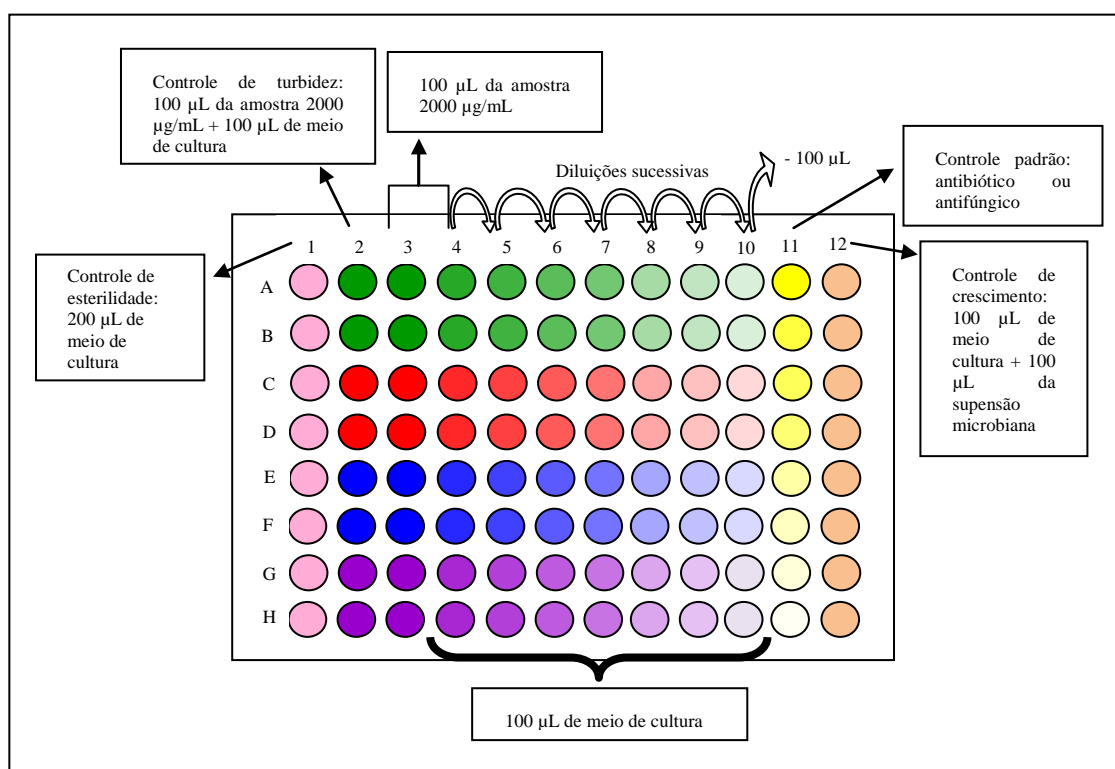 Controle de turbidez:
100 µL da amostra 2000
µg/mL + 100 µL de meio
de cultura
100 µL da amostra
2000 µg/mL
Diluições sucessivas
- 100 µL
Controle padrão:
antibiótico ou
antifúngico
Controle de
esterilidade:
200 µL de
meio de
cultura
1 2 3 4 5 6 7 8 9 10 11 12
A
B
C
D
E
F
G
H
Controle de
crescimento:
100 µL de
meio de
cultura + 100
µL da
supensão
microbiana
100 µL de meio de cultura